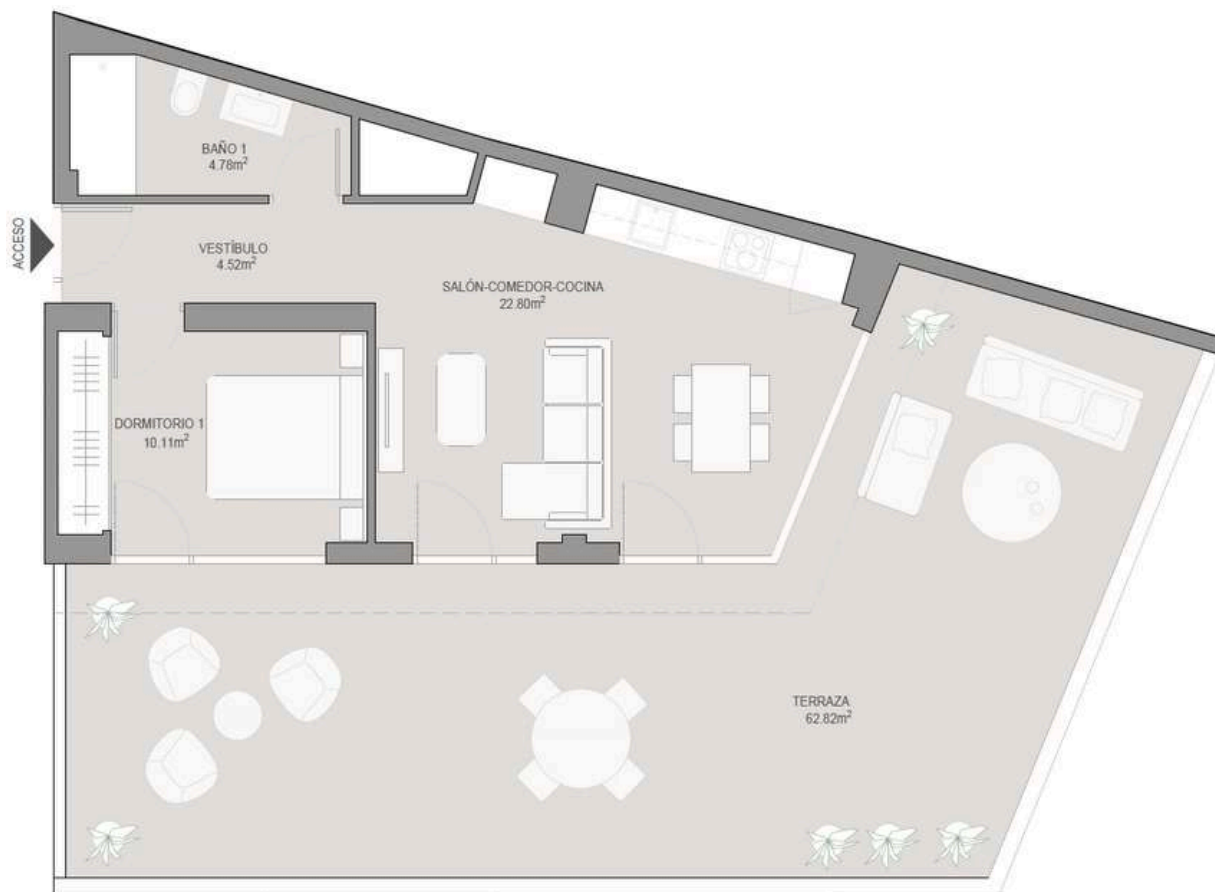 BAÑO 1
4.78m²
ACCESO
VESTÍBULO
4.52m²
SALÓN-COMEDOR-COCINA
22.80m²
DORMITORIO 1
10.11m²
TERRAZA
62.82m²